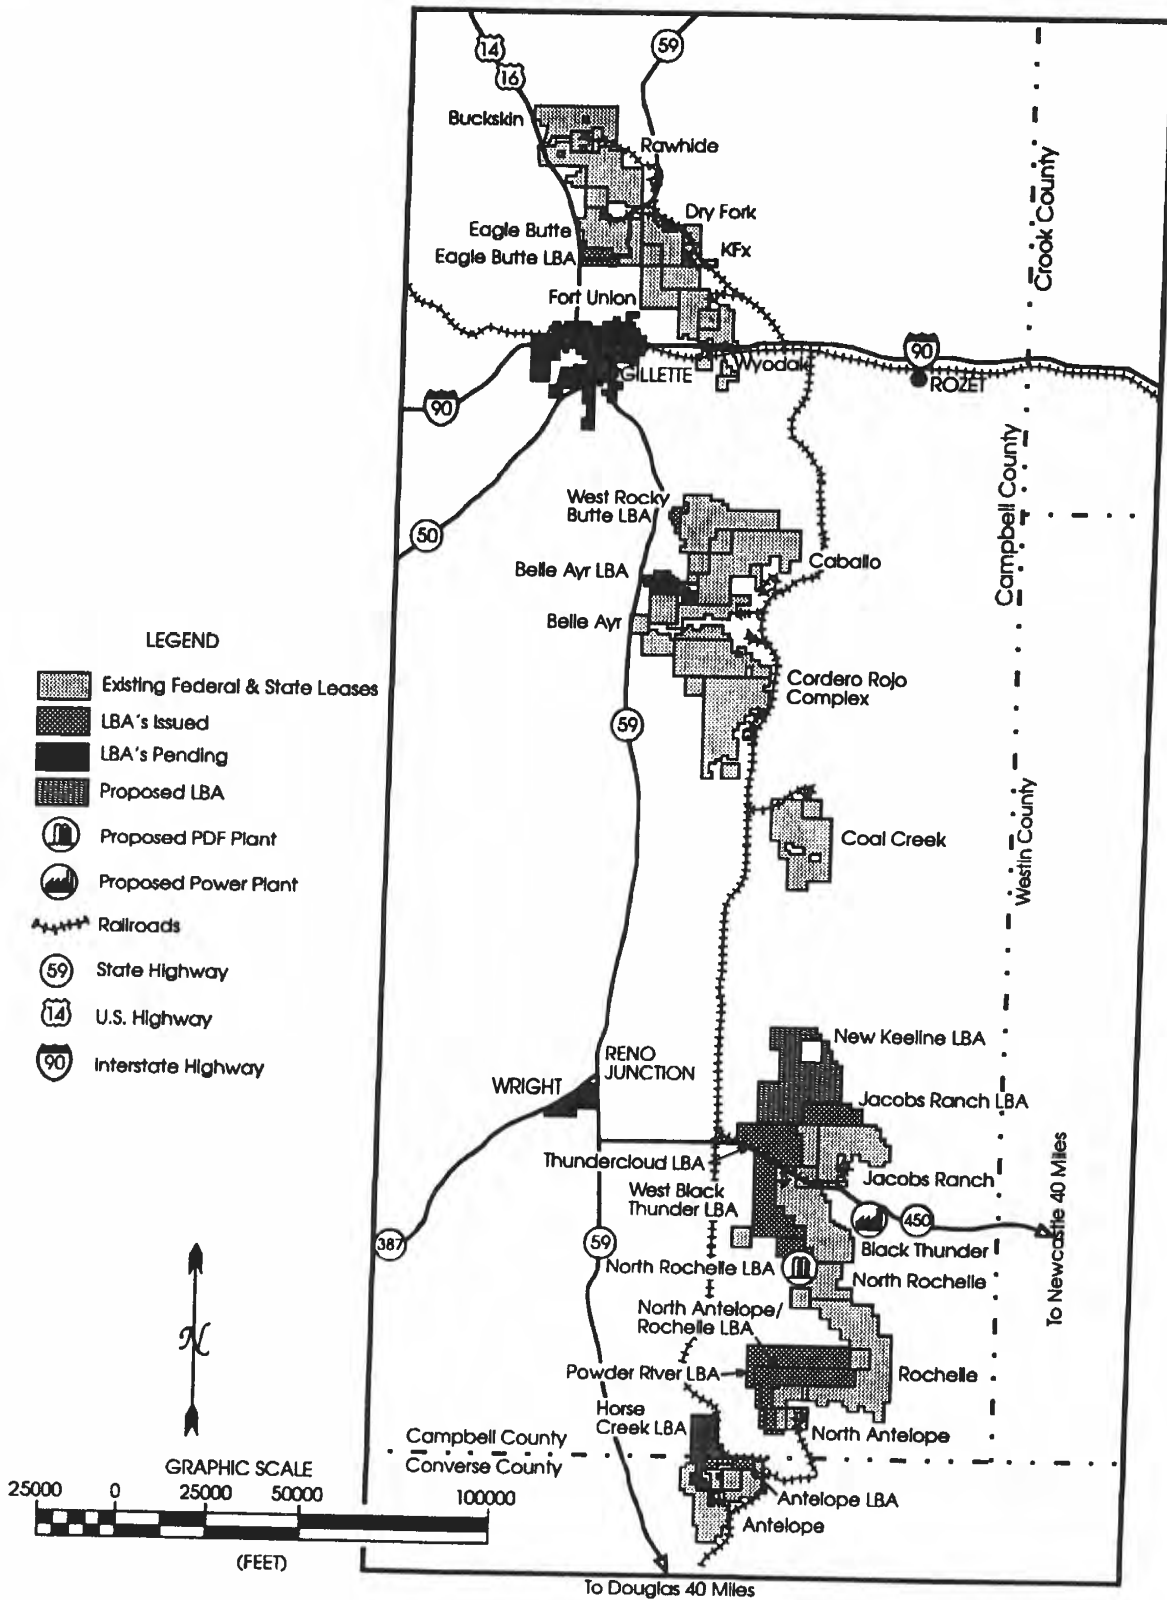 14
16
59
Buckskin
Rawhide
Crook County
Dry Fork
Eagle Butte
KFx
Eagle Butte LBA
Fort Union
90
Wyodak
GILLETTE
ROZET
90
Campbell County
West Rocky
Butte LBA
50
Caballo
Belle Ayr LBA
Belle Ayr
LEGEND
Existing Federal & State Leases
LBA's Issued
LBA's Pending
Proposed LBA
Proposed PDF Plant
Proposed Power Plant
Railroads
59
State Highway
14
U.S. Highway
90
Interstate Highway
Cordero Rojo
Complex
59
Coal Creek
Westin County
New Keeline LBA
RENO
JUNCTION
WRIGHT
Jacobs Ranch LBA
Thundercloud LBA
Jacobs Ranch
West Black
Thunder LBA
450
To Newcastle 40 Miles
387
59
Black Thunder
North Rochelle LBA
North Rochelle
North Antelope/
Rochelle LBA
Powder River LBA
Rochelle
Horse
Creek LBA
North Antelope
Campbell County
Converse County
Antelope LBA
Antelope
N
GRAPHIC SCALE
25000 0 25000 50000 100000
(FEET)
To Douglas 40 Miles